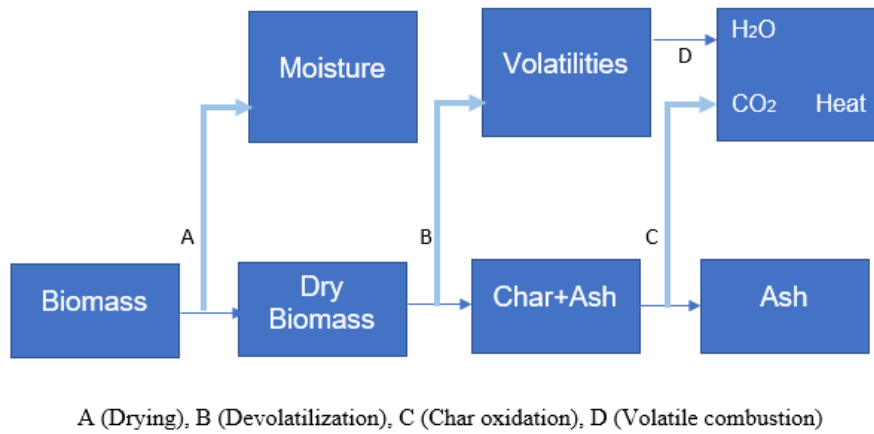 Moisture
Volatilities
D
H₂O
CO₂ Heat
A
B
C
Biomass
Dry
Biomass
Char+Ash
Ash
A (Drying), B (Devolatilization), C (Char oxidation), D (Volatile combustion)